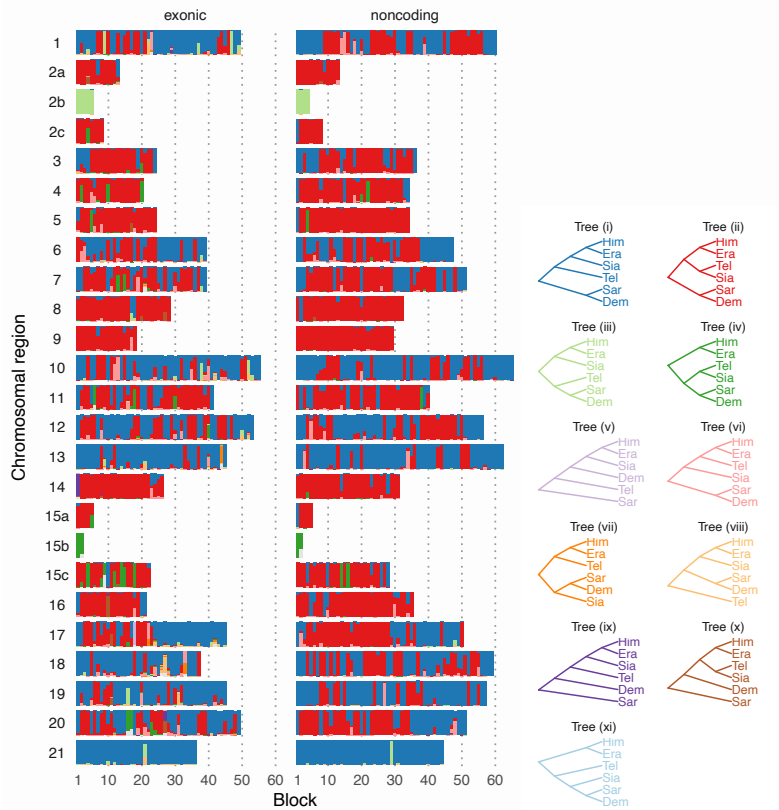 exonic
noncoding
Chromosomal region
1
2a
2b
2c
3
4
5
6
7
8
9
10
11
12
13
14
15a
15b
15c
16
17
18
19
20
21
1 10 20 30 40 50 60
1 10 20 30 40 50 60
Block
Tree (i)
Him
Era
Sia
Tel
Sar
Dem
Tree (ii)
Him
Era
Tel
Sia
Sar
Dem
Tree (iii)
Him
Era
Sia
Tel
Sar
Dem
Tree (iv)
Him
Era
Tel
Sia
Sar
Dem
Tree (v)
Him
Era
Sia
Dem
Tel
Sar
Tree (vi)
Him
Era
Tel
Sia
Sar
Dem
Tree (vii)
Him
Era
Tel
Sar
Dem
Sia
Tree (viii)
Him
Era
Sia
Sar
Dem
Tel
Tree (ix)
Him
Era
Sia
Tel
Dem
Sar
Tree (x)
Him
Era
Tel
Sia
Dem
Sar
Tree (xi)
Him
Era
Tel
Sia
Sar
Dem